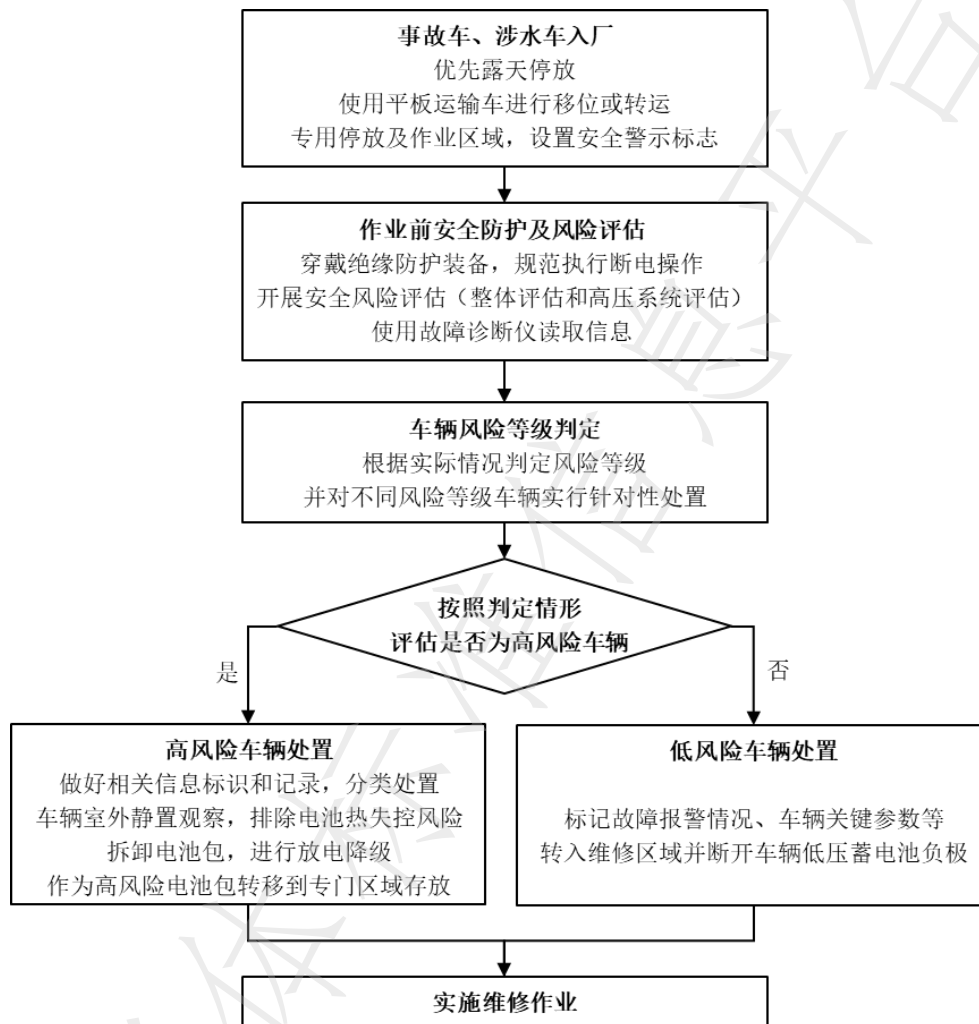 事故车、涉水车入厂
优先露天停放
使用平板运输车进行移位或转运
专用停放及作业区域，设置安全警示标志
作业前安全防护及风险评估
穿戴绝缘防护装备，规范执行断电操作
开展安全风险评估（整体评估和高压系统评估）
使用故障诊断仪读取信息
车辆风险等级判定
根据实际情况判定风险等级
并对不同风险等级车辆实行针对性处置
按照判定情形
评估是否为高风险车辆
是
否
高风险车辆处置
做好相关信息标识和记录，分类处置
车辆室外静置观察，排除电池热失控风险
拆卸电池包，进行放电降级
作为高风险电池包转移到专门区域存放
低风险车辆处置
标记故障报警情况、车辆关键参数等
转入维修区域并断开车辆低压蓄电池负极
实施维修作业
体标准信息平台